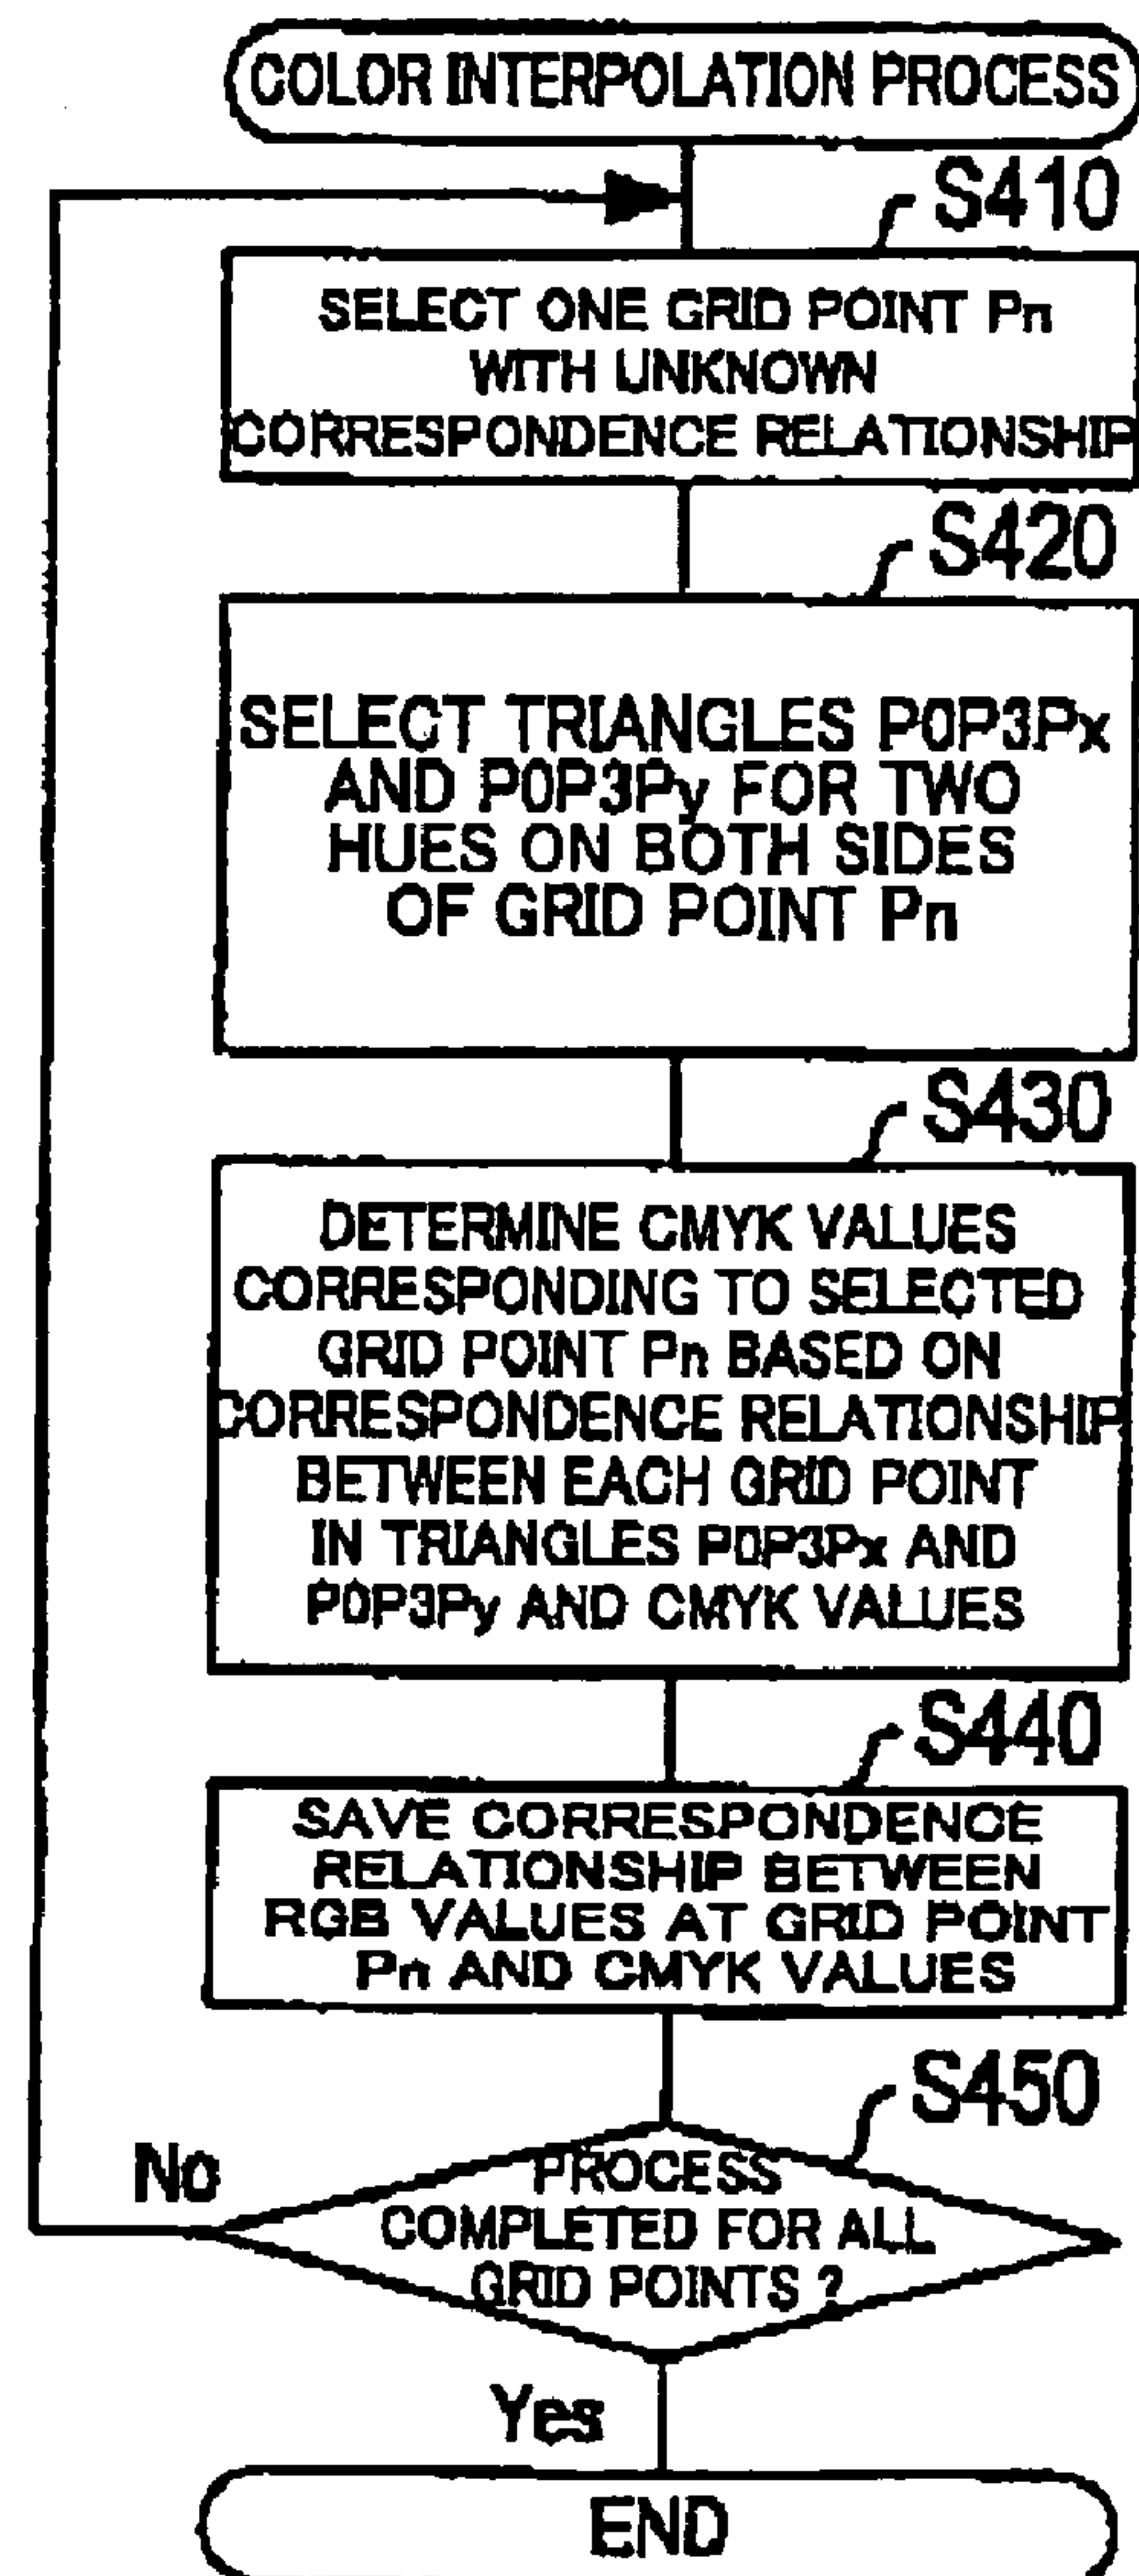 COLOR INTERPOLATION PROCESS
S410
SELECT ONE GRID POINT Pn
WITH UNKNOWN
CORRESPONDENCE RELATIONSHIP
S420
SELECT TRIANGLES P0P3Px
AND P0P3Py FOR TWO
HUES ON BOTH SIDES
OF GRID POINT Pn
S430
DETERMINE CMYK VALUES
CORRESPONDING TO SELECTED
GRID POINT Pn BASED ON
CORRESPONDENCE RELATIONSHIP
BETWEEN EACH GRID POINT
IN TRIANGLES P0P3Px AND
P0P3Py AND CMYK VALUES
S440
SAVE CORRESPONDENCE
RELATIONSHIP BETWEEN
RGB VALUES AT GRID POINT
Pn AND CMYK VALUES
S450
PROCESS
COMPLETED FOR ALL
GRID POINTS ?
No
Yes
END